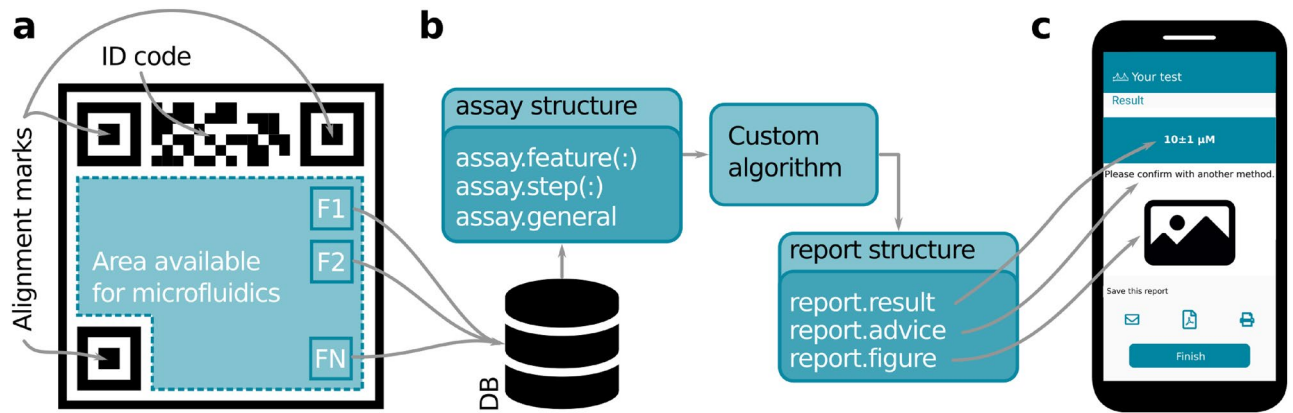 a
ID code
Alignment marks
F1
F2
FN
Area available
for microfluidics
b
assay structure
assay.feature(:)
assay.step(:)
assay.general
DB
Custom
algorithm
report structure
report.result
report.advice
report.figure
c
Your test
Result
10±1 µM
Please confirm with another method.
Save this report
Finish